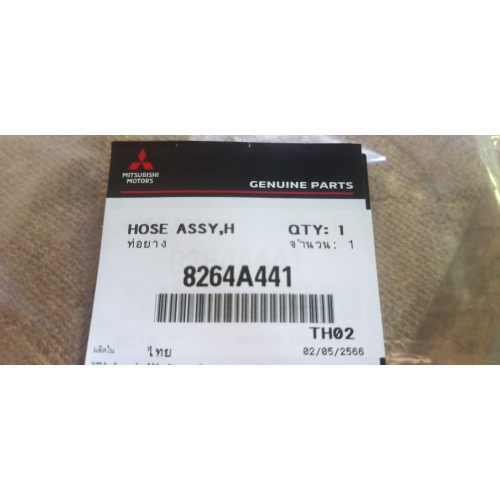 MITSUBISHI
MOTORS
GENUINE PARTS
HOSE ASSY,H QTY: 1
ท่อยาง จำนวน: 1
8264A441
TH02
ผลิตใน ไทย 02/05/2566